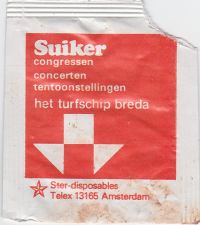 Suiker
congressen
concerten
tentoonstellingen
het turfschip breda
Ster-disposables
Telex 13165 Amsterdam